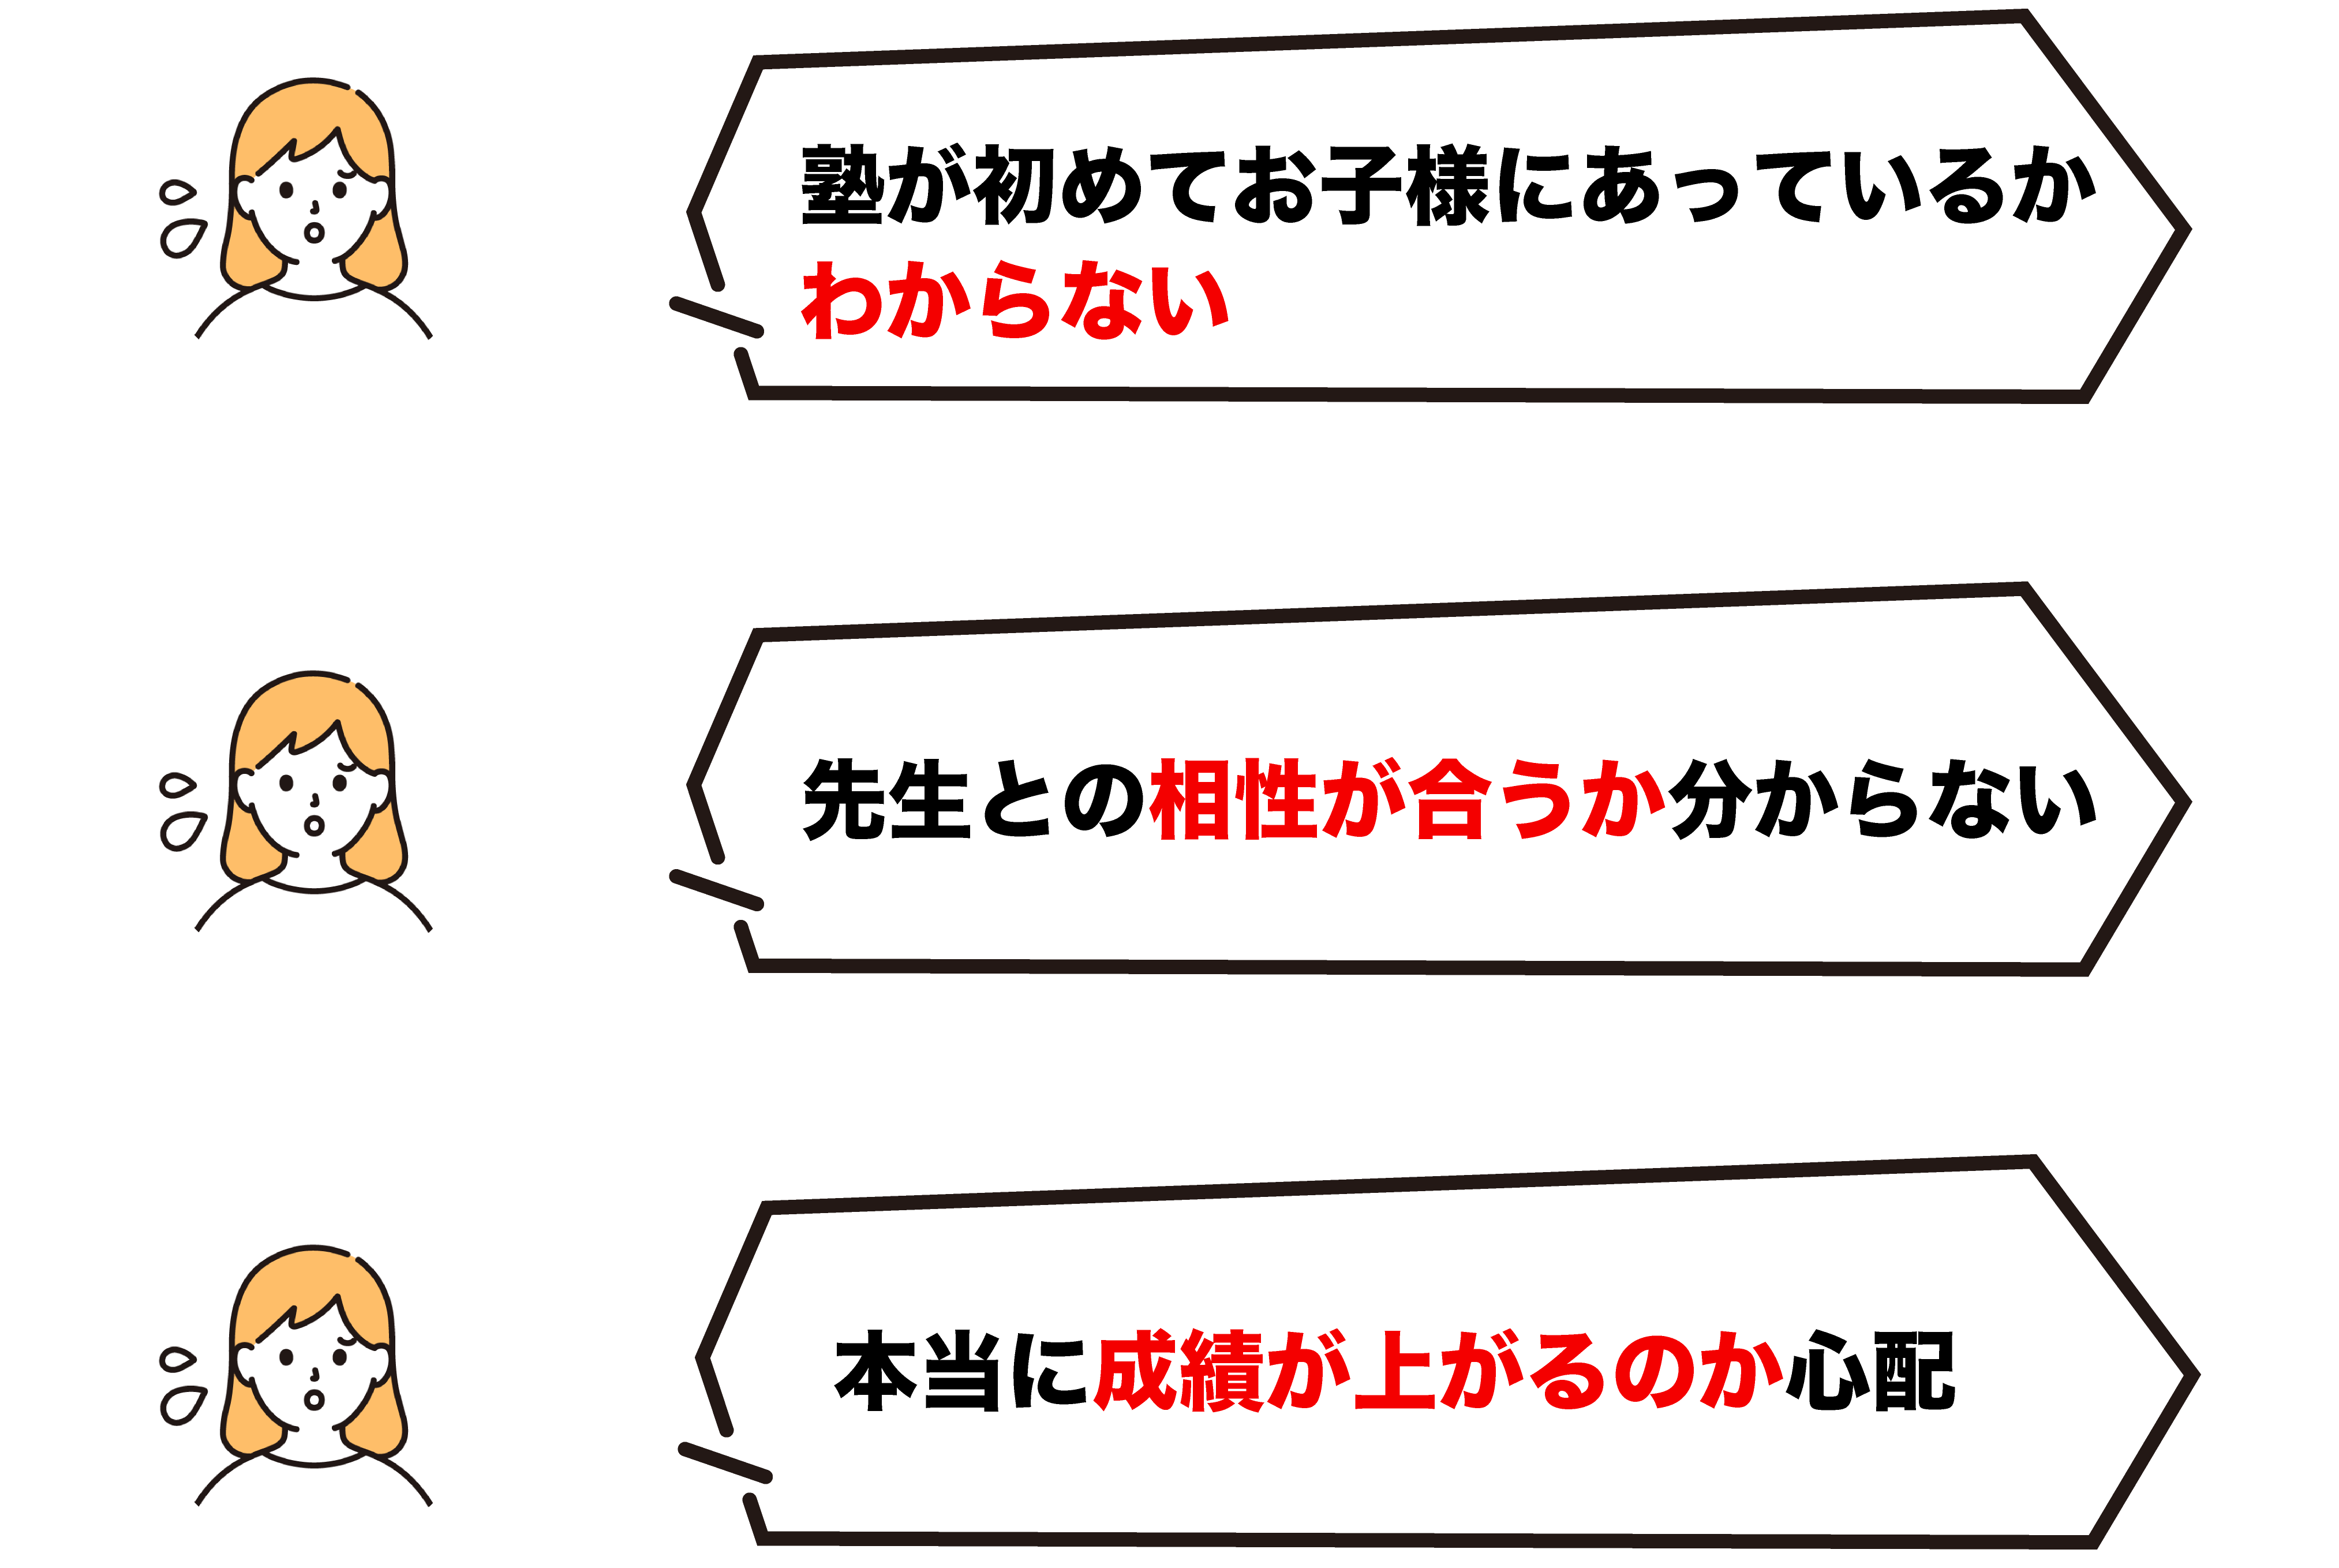 塾が初めてお子様にあっているか
わからない
先生との相性が合うか分からない
本当に成績が上がるのか心配